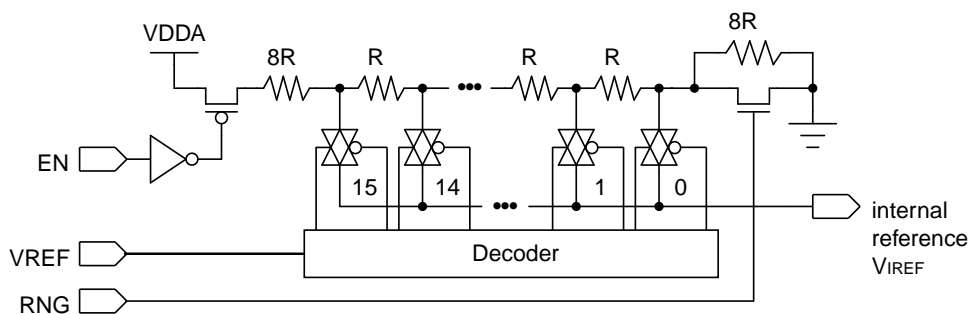 VDDA
8R
R
R
R
8R
•••
EN
15
14
1
0
•••
internal
reference
VIREF
VREF
Decoder
RNG